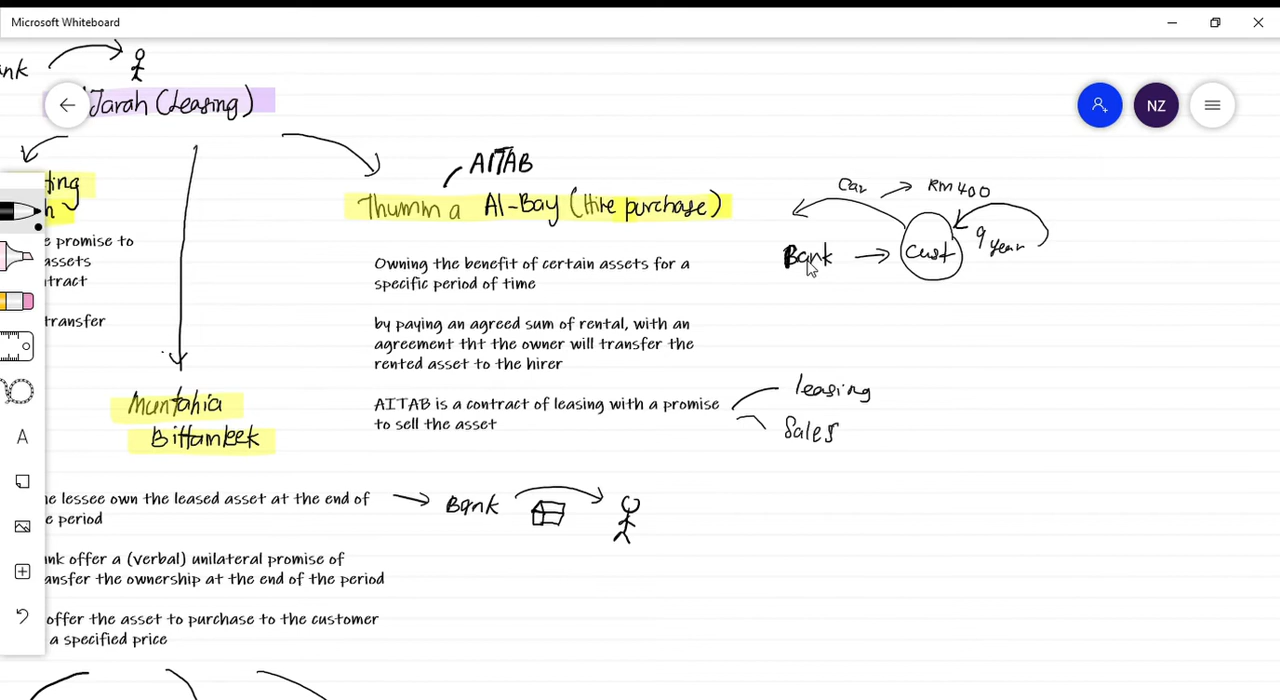 Microsoft Whiteboard
nk
Jarah (Leasing)
NZ
AITAB
ting
h
Thumma Al-Bay (Hire purchase)
Car
RM 400
Bank
Cust
9 year
e promise to
assets
tract
transfer
Owning the benefit of certain assets for a
specific period of time
by paying an agreed sum of rental, with an
agreement tht the owner will transfer the
rented asset to the hirer
AITAB is a contract of leasing with a promise
to sell the asset
leasing
Sales
Muntahia
Bittamleek
A
e lessee own the leased asset at the end of
e period
Bank
nk offer a (verbal) unilateral promise of
ansfer the ownership at the end of the period
offer the asset to purchase to the customer
a specified price